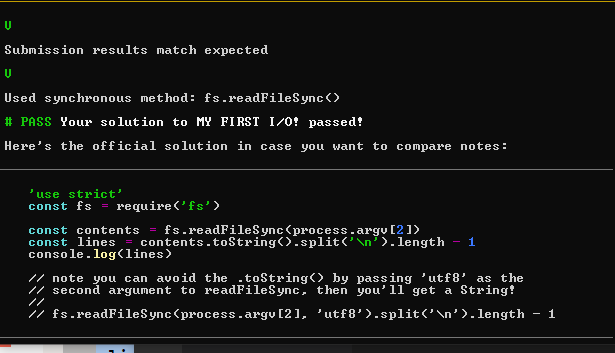 V
Submission results match expected
V
Used synchronous method: fs.readFileSync()
# PASS Your solution to MY FIRST I/O! passed!
Here's the official solution in case you want to compare notes:
'use strict'
const fs = require('fs')
const contents = fs.readFileSync(process.argv[2])
const lines = contents.toString().split('\n').length - 1
console.log(lines)
// note you can avoid the .toString() by passing 'utf8' as the
// second argument to readFileSync, then you'll get a String!
//
// fs.readFileSync(process.argv[2], 'utf8').split('\n').length - 1